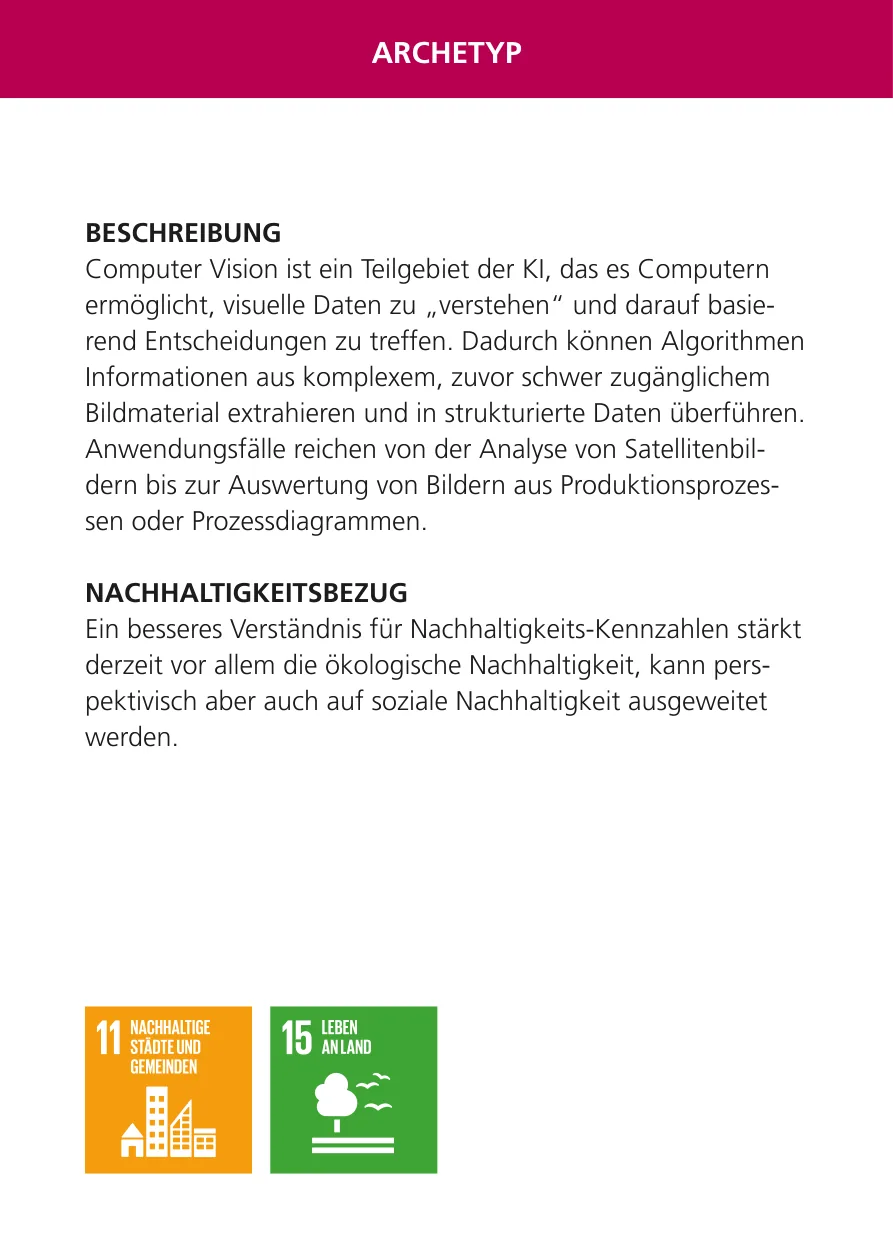 ARCHETYP
BESCHREIBUNG
Computer Vision ist ein Teilgebiet der KI, das es Computern
ermöglicht, visuelle Daten zu „verstehen“ und darauf basie-
rend Entscheidungen zu treffen. Dadurch können Algorithmen
Informationen aus komplexem, zuvor schwer zugänglichem
Bildmaterial extrahieren und in strukturierte Daten überführen.
Anwendungsfälle reichen von der Analyse von Satellitenbil-
dern bis zur Auswertung von Bildern aus Produktionsprozes-
sen oder Prozessdiagrammen.
NACHHALTIGKEITSBEZUG
Ein besseres Verständnis für Nachhaltigkeits-Kennzahlen stärkt
derzeit vor allem die ökologische Nachhaltigkeit, kann pers-
pektivisch aber auch auf soziale Nachhaltigkeit ausgeweitet
werden.
11 NACHHALTIGE
STÄDTE UND
GEMEINDEN
15 LEBEN
AN LAND